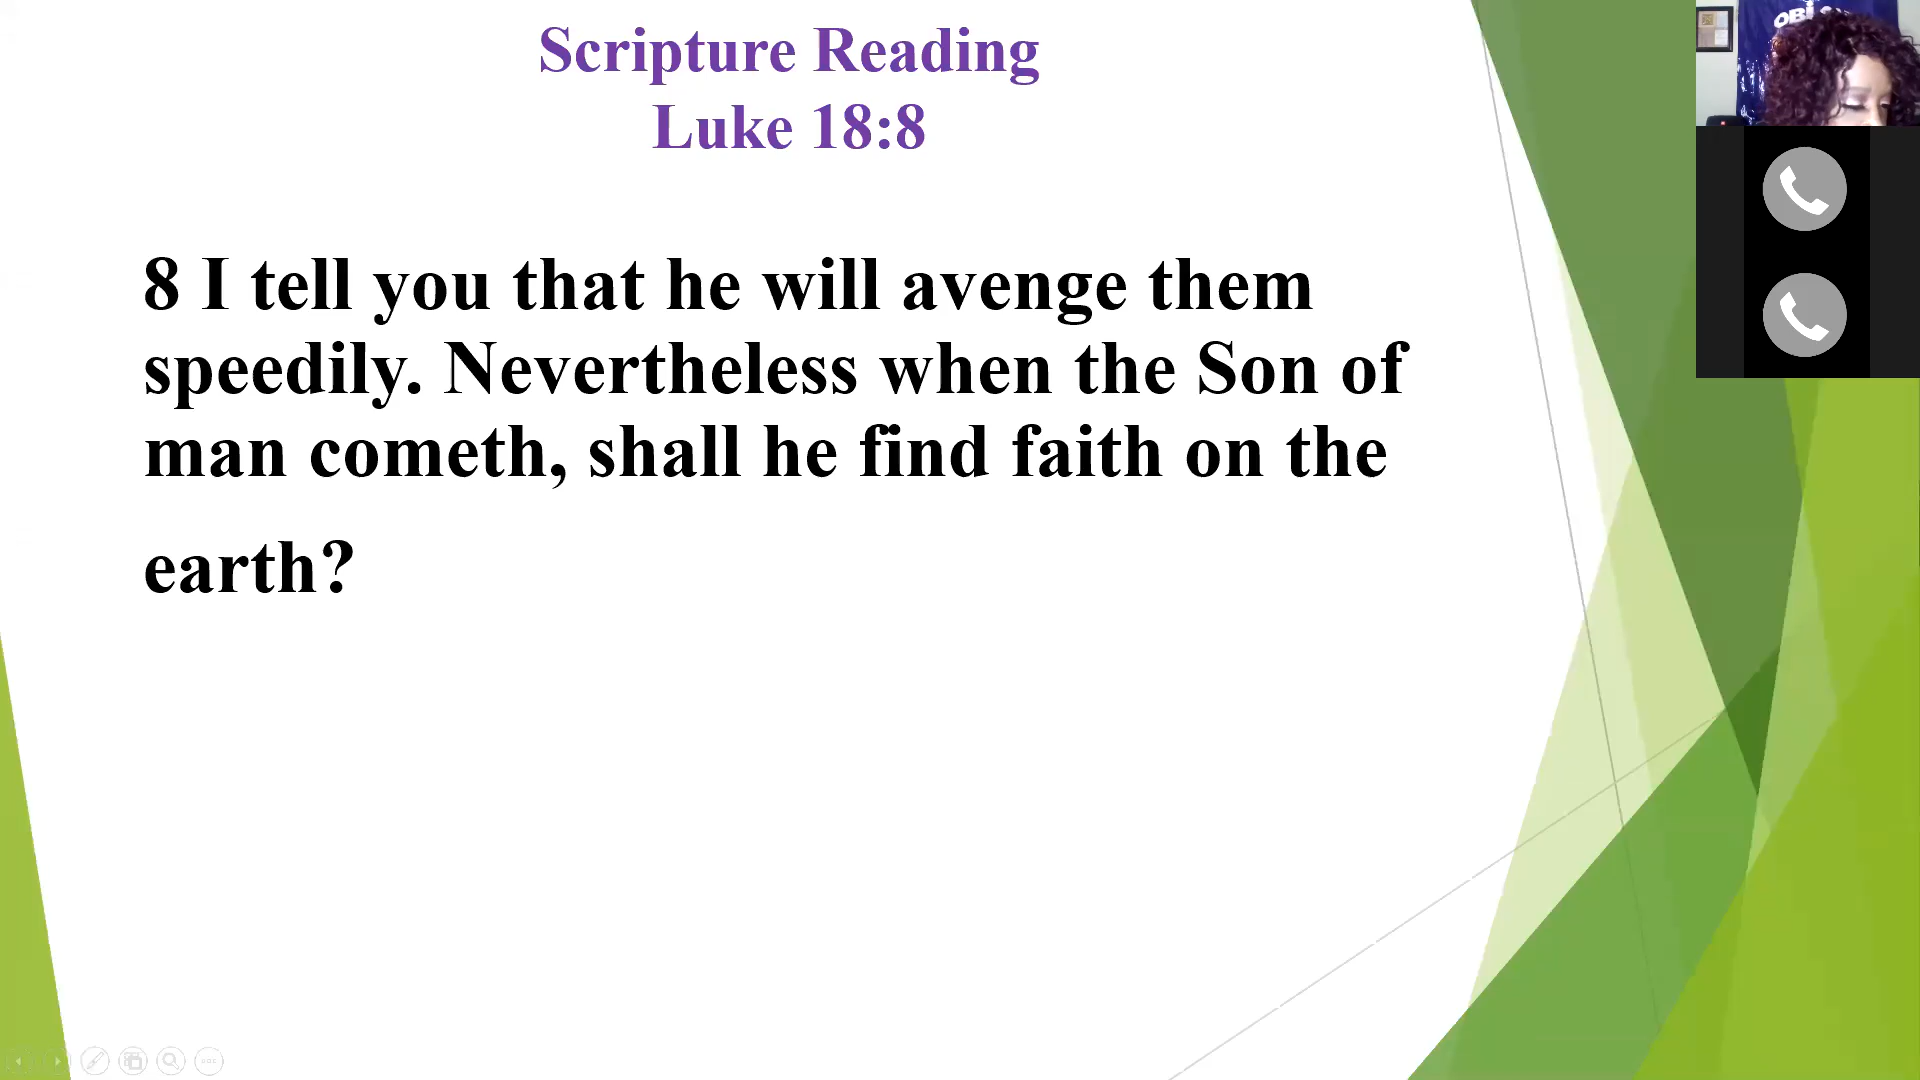 Scripture Reading
Luke 18:8
8 I tell you that he will avenge them
speedily. Nevertheless when the Son of
man cometh, shall he find faith on the
earth?